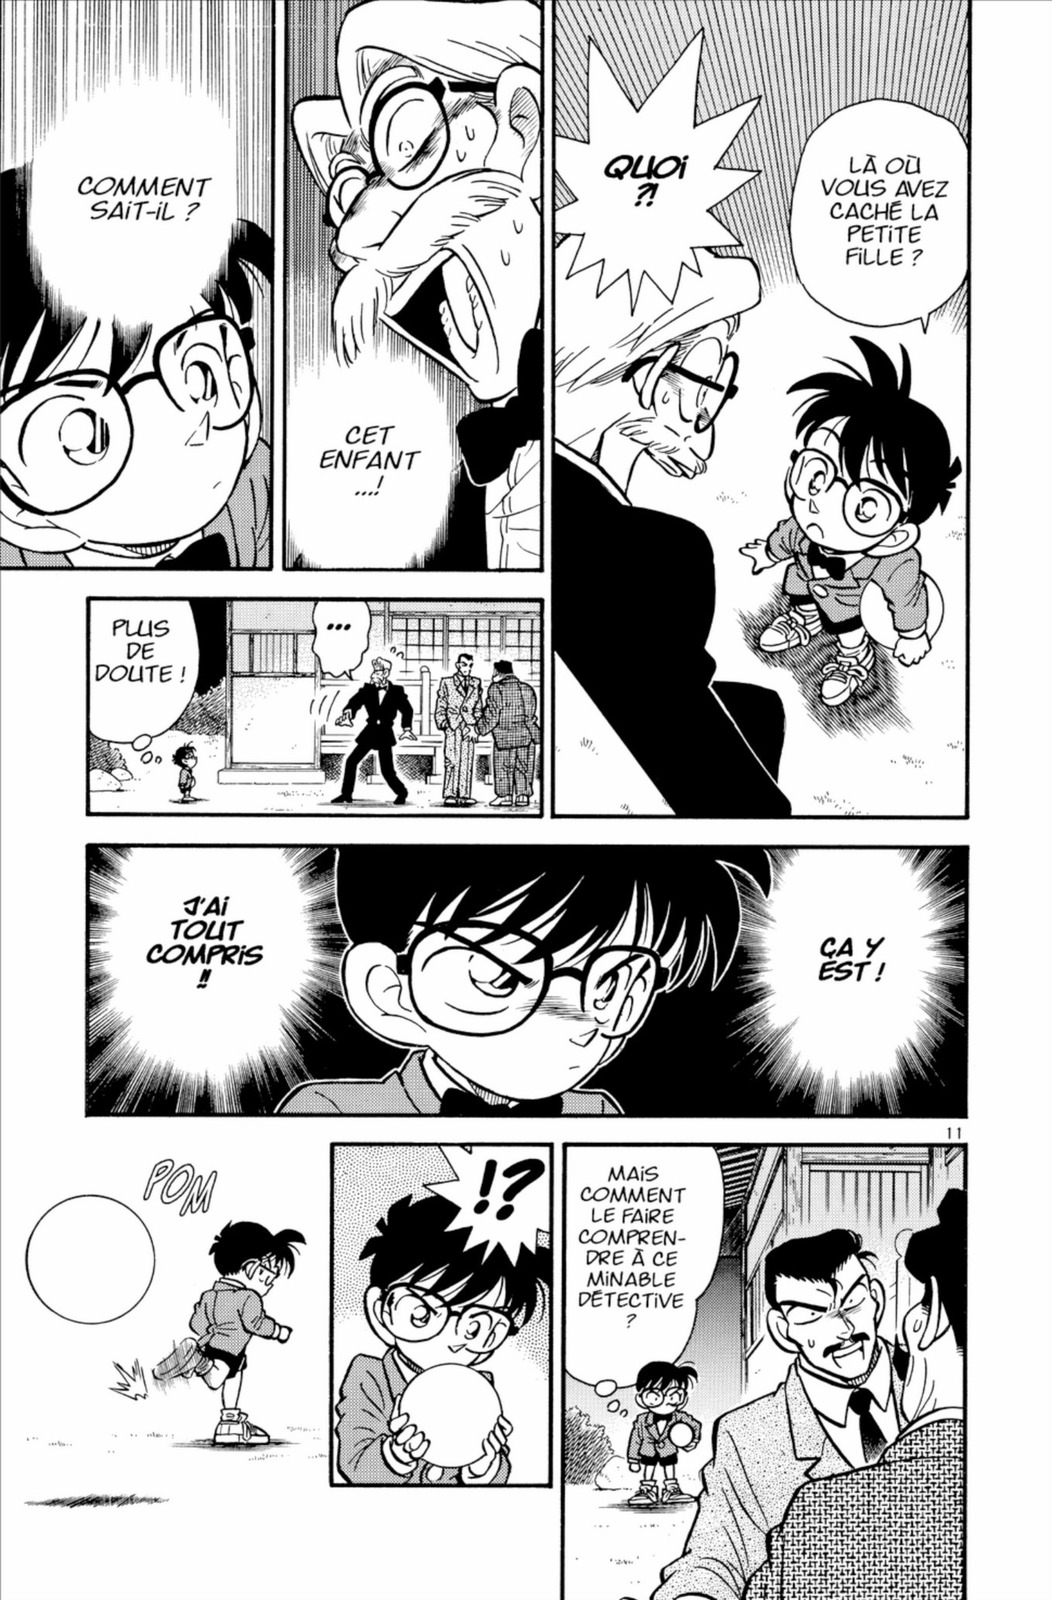 LÀ OÙ
VOUS AVEZ
CACHÉ LA
PETITE
FILLE ?
QUOI
?!
CET
ENFANT
....!
COMMENT
SAIT-IL ?
...
PLUS
DE
DOUTE !
ÇA Y
EST !
J'AI
TOUT
COMPRIS
!!
11
MAIS
COMMENT
LE FAIRE
COMPREN-
DRE À CE
MINABLE
DÉTECTIVE
?
!?
POM